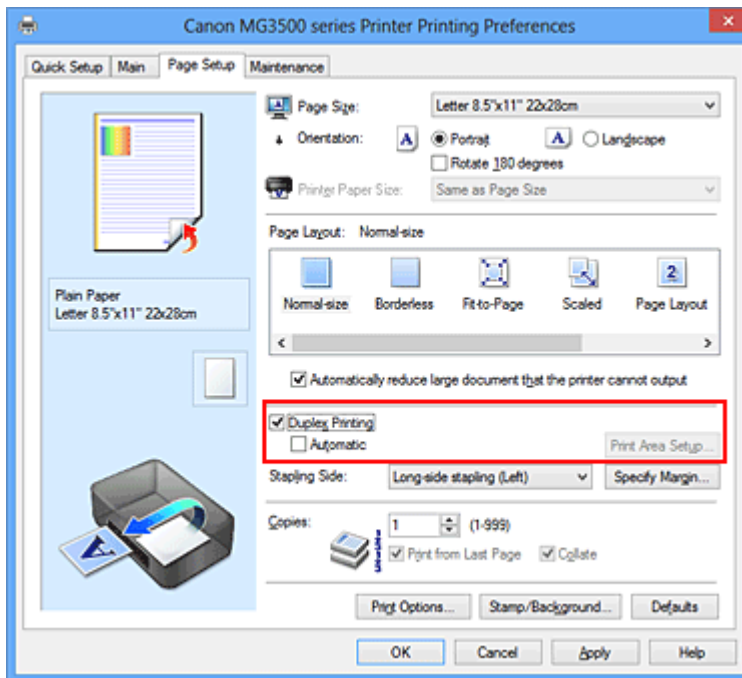 Canon MG3500 series Printer Printing Preferences
Quick Setup Main Page Setup Maintenance
Page Size: Letter 8.5"x11" 22x28cm
Orientation: A Portrait A Landscape
Rotate 180 degrees
Printer Paper Size: Same as Page Size
Page Layout: Normal-size
2
Normal-size Borderless Fit-to-Page Scaled Page Layout
Plain Paper
Letter 8.5"x11" 22x28cm
Automatically reduce large document that the printer cannot output
Duplex Printing
Automatic Print Area Setup...
Stapling Side: Long-side stapling (Left) Specify Margin...
Copies: 1 (1-999)
Print from Last Page Collate
A
Print Options... Stamp/Background... Defaults
OK Cancel Apply Help